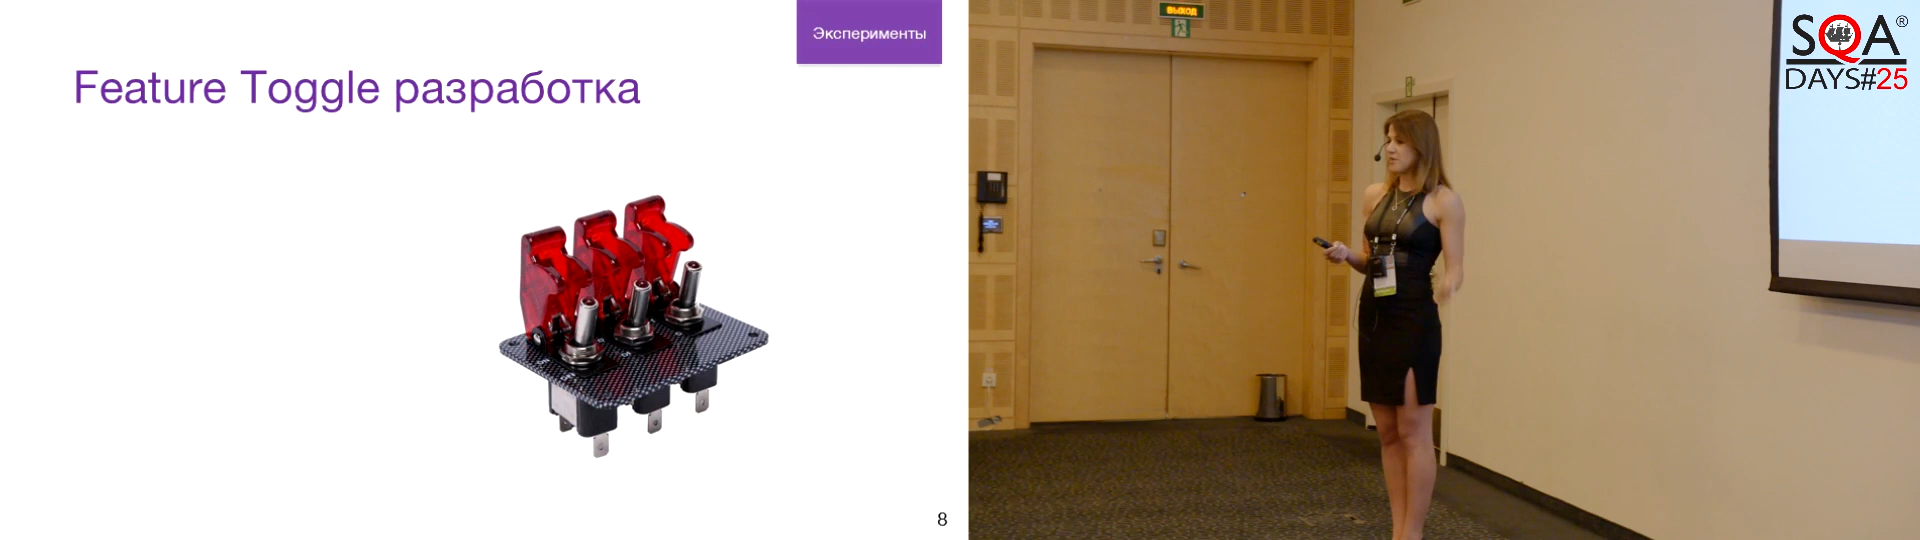 Эксперименты
Feature Toggle разработка
8
ВЫХОД
SQA®
DAYS#25